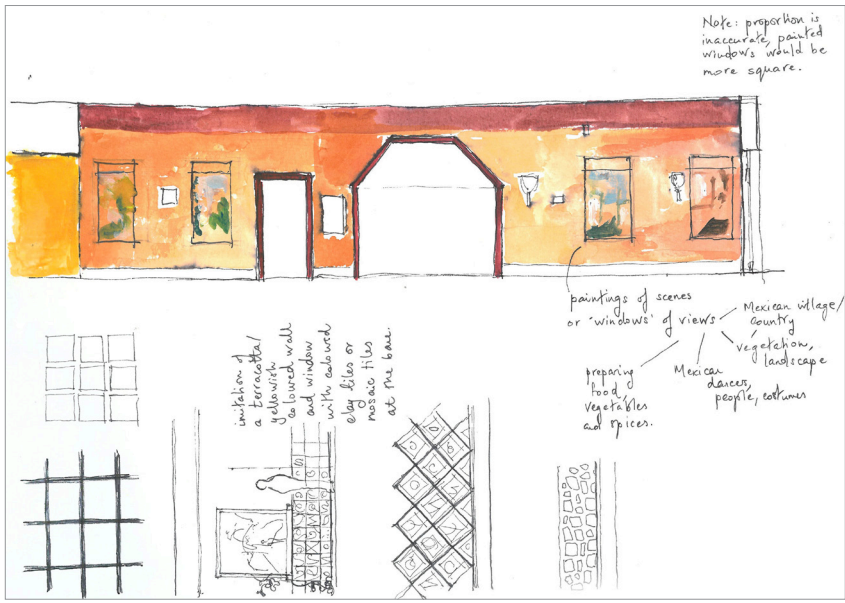 Note: proportion is
inaccurate, painted
windows would be
more square.
paintings of scenes
or 'windows' of views
Mexican village/
country
vegetation,
landscape
Mexican
dances,
people, costumes
preparing
food,
vegetables
and spices.
imitation of
a terracotta/
yellowish
coloured wall
and window
with coloured
clay tiles or
mosaic tiles
at the base.